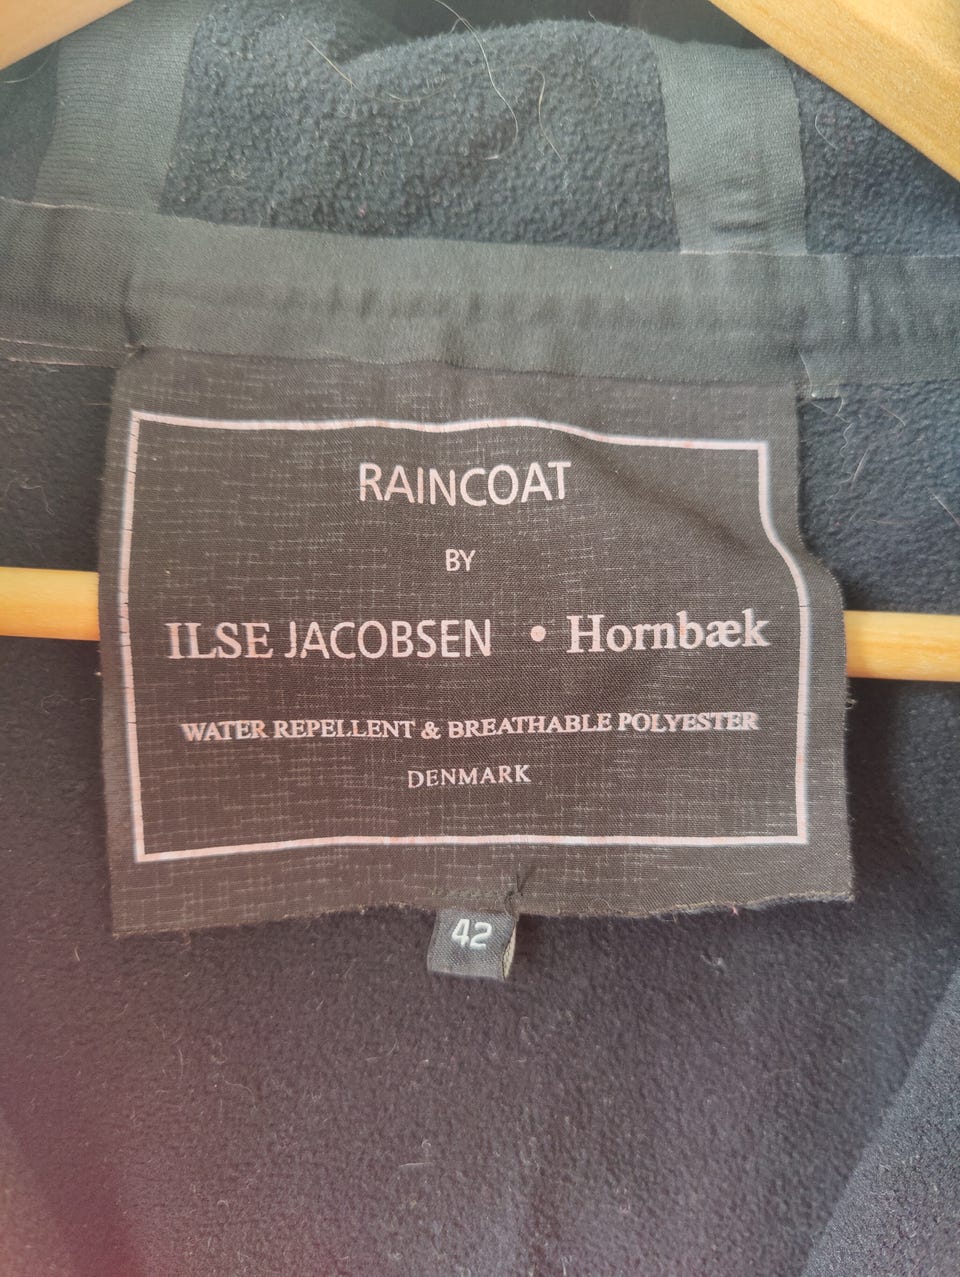 RAINCOAT
BY
ILSE JACOBSEN • Hornbæk
WATER REPELLENT & BREATHABLE POLYESTER
DENMARK
42